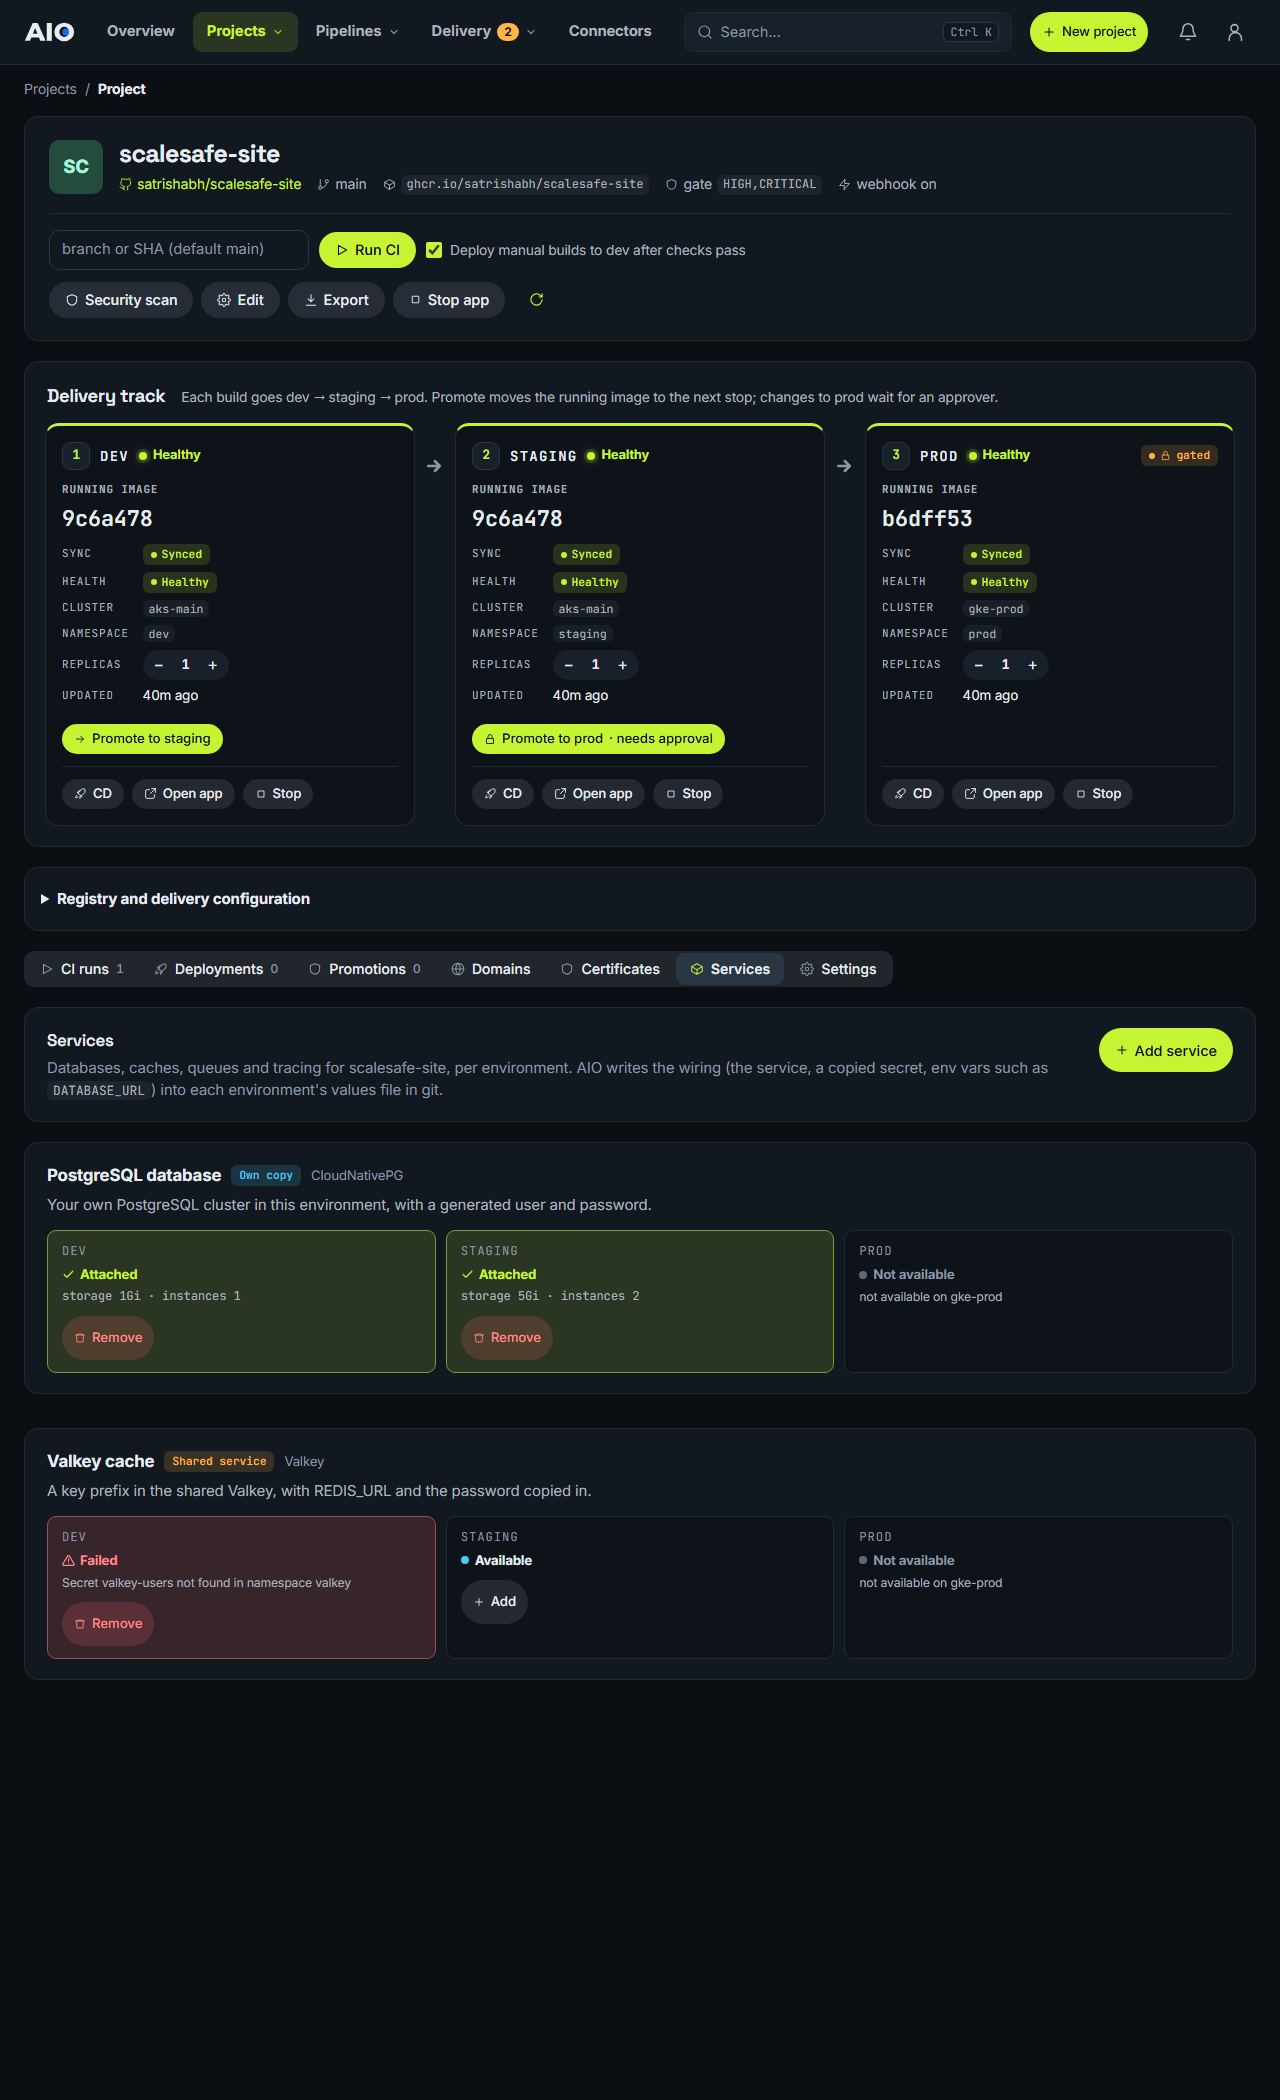 AIO
Overview
Projects
Pipelines
Delivery 2
Connectors
Search...
Ctrl K
New project
Projects / Project
SC
scalesafe-site
satrishabh/scalesafe-site
main
ghcr.io/satrishabh/scalesafe-site
gate HIGH,CRITICAL
webhook on
branch or SHA (default main)
Run CI
Deploy manual builds to dev after checks pass
Security scan
Edit
Export
Stop app
Delivery track
Each build goes dev → staging → prod. Promote moves the running image to the next stop; changes to prod wait for an approver.
1 DEV Healthy
RUNNING IMAGE
9c6a478
SYNC Synced
HEALTH Healthy
CLUSTER aks-main
NAMESPACE dev
REPLICAS − 1 +
UPDATED 40m ago
Promote to staging
CD
Open app
Stop
2 STAGING Healthy
RUNNING IMAGE
9c6a478
SYNC Synced
HEALTH Healthy
CLUSTER aks-main
NAMESPACE staging
REPLICAS − 1 +
UPDATED 40m ago
Promote to prod · needs approval
CD
Open app
Stop
3 PROD Healthy
gated
RUNNING IMAGE
b6dff53
SYNC Synced
HEALTH Healthy
CLUSTER gke-prod
NAMESPACE prod
REPLICAS − 1 +
UPDATED 40m ago
CD
Open app
Stop
Registry and delivery configuration
CI runs 1
Deployments 0
Promotions 0
Domains
Certificates
Services
Settings
Services
Databases, caches, queues and tracing for scalesafe-site, per environment. AIO writes the wiring (the service, a copied secret, env vars such as
DATABASE_URL) into each environment's values file in git.
Add service
PostgreSQL database Own copy CloudNativePG
Your own PostgreSQL cluster in this environment, with a generated user and password.
DEV
Attached
storage 1Gi · instances 1
Remove
STAGING
Attached
storage 5Gi · instances 2
Remove
PROD
Not available
not available on gke-prod
Valkey cache Shared service Valkey
A key prefix in the shared Valkey, with REDIS_URL and the password copied in.
DEV
Failed
Secret valkey-users not found in namespace valkey
Remove
STAGING
Available
Add
PROD
Not available
not available on gke-prod